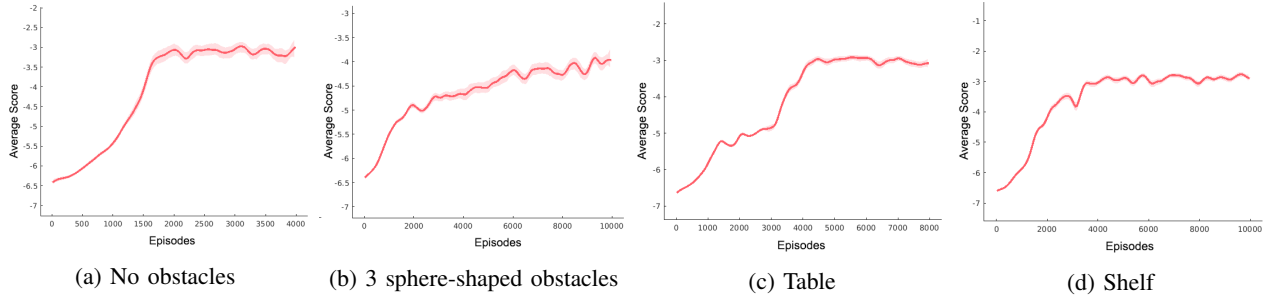 -2
-2.5
-3
-3.5
-4
-4.5
-5
-5.5
-6
-6.5
-7
Average Score
0 500 1000 1500 2000 2500 3000 3500 4000
Episodes
(a) No obstacles
-3
-3.5
-4
-4.5
-5
-5.5
-6
-6.5
-7
Average Score
0 2000 4000 6000 8000 10000
Episodes
(b) 3 sphere-shaped obstacles
-2
-3
-4
-5
-6
-7
Average Score
0 1000 2000 3000 4000 5000 6000 7000 8000
Episodes
(c) Table
-1
-2
-3
-4
-5
-6
-7
Average Score
0 2000 4000 6000 8000 10000
Episodes
(d) Shelf